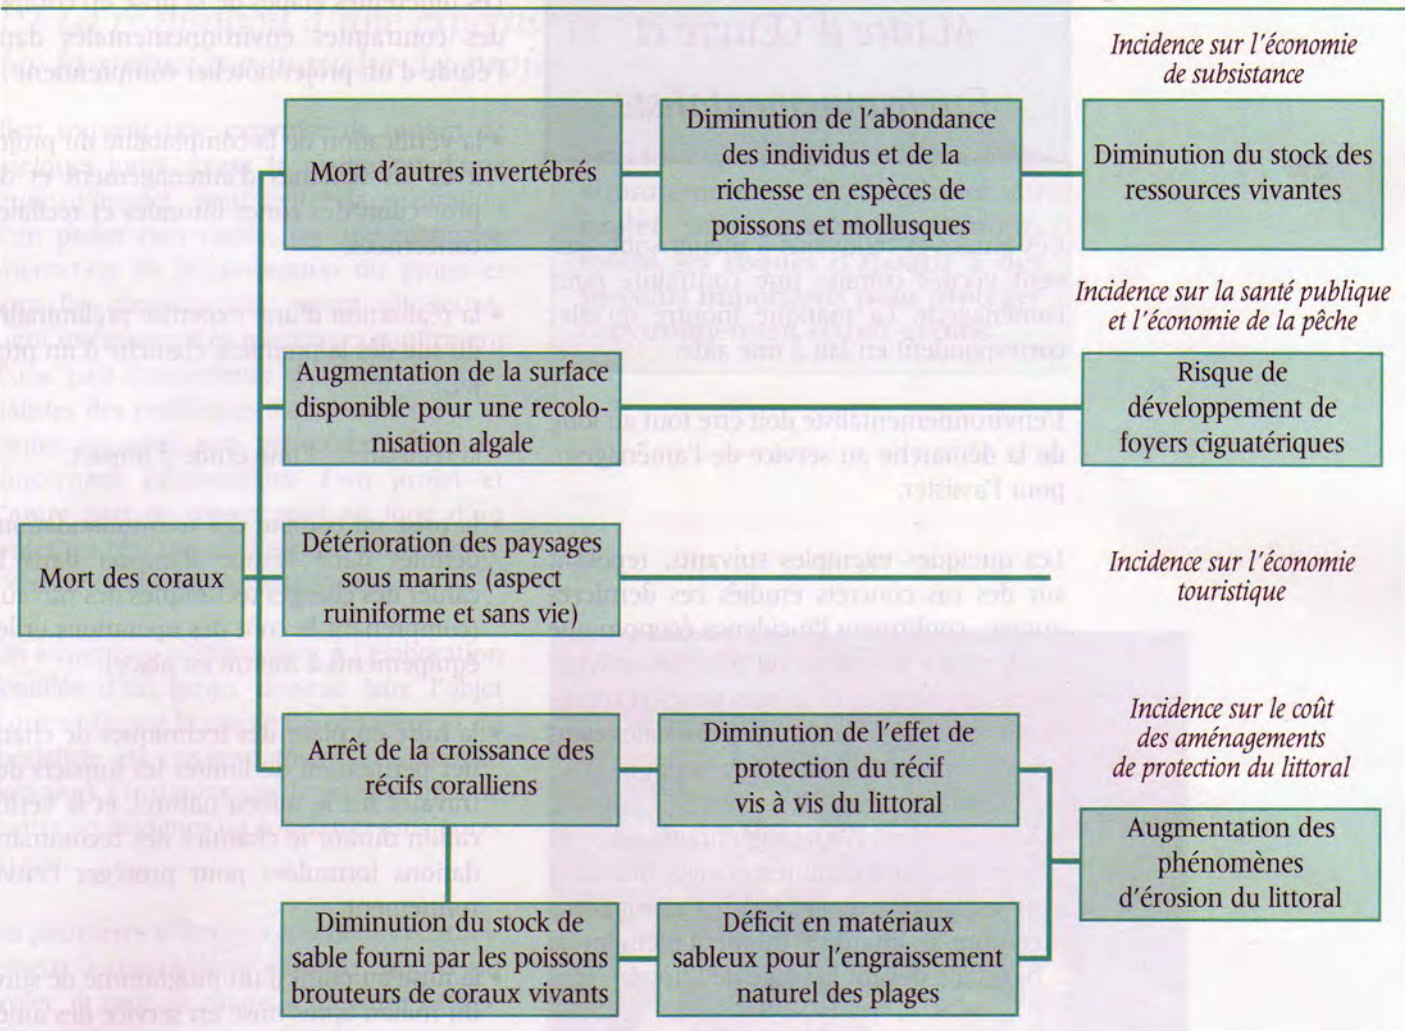 Incidence sur l'économie
de subsistance
Mort d'autres invertébrés
Diminution de l'abondance
des individus et de la
richesse en espèces de
poissons et mollusques
Diminution du stock des
ressources vivantes
Incidence sur la santé publique
et l'économie de la pêche
Augmentation de la surface
disponible pour une recolo-
nisation algale
Risque de
développement de
foyers ciguatériques
Mort des coraux
Détérioration des paysages
sous marins (aspect
ruiniforme et sans vie)
Incidence sur l'économie
touristique
Arrêt de la croissance des
récifs coralliens
Diminution de l'effet de
protection du récif
vis à vis du littoral
Incidence sur le coût
des aménagements
de protection du littoral
Augmentation des
phénomènes
d'érosion du littoral
Diminution du stock de
sable fourni par les poissons
brouteurs de coraux vivants
Déficit en matériaux
sableux pour l'engraissement
naturel des plages